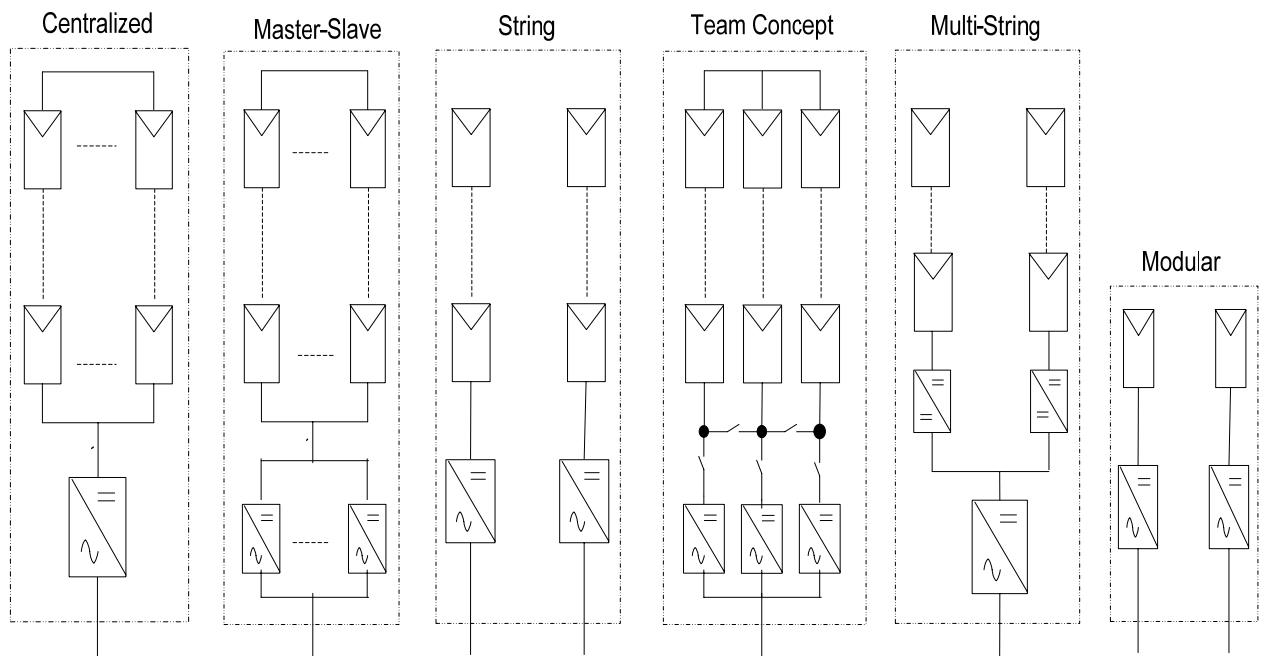 Centralized
Master-Slave
String
Team Concept
Multi-String
Modular